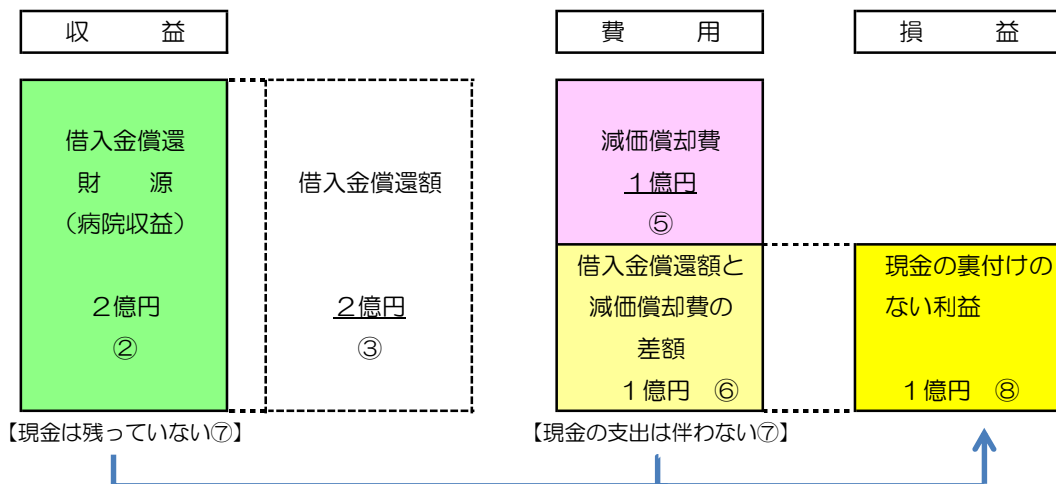 収　益
費　用
損　益
借入金償還
財　源
（病院収益）
２億円
②
借入金償還額
２億円
③
減価償却費
１億円
⑤
借入金償還額と
減価償却費の
差額
１億円　⑥
現金の裏付けの
ない利益
１億円　⑧
【現金は残っていない⑦】
【現金の支出は伴わない⑦】